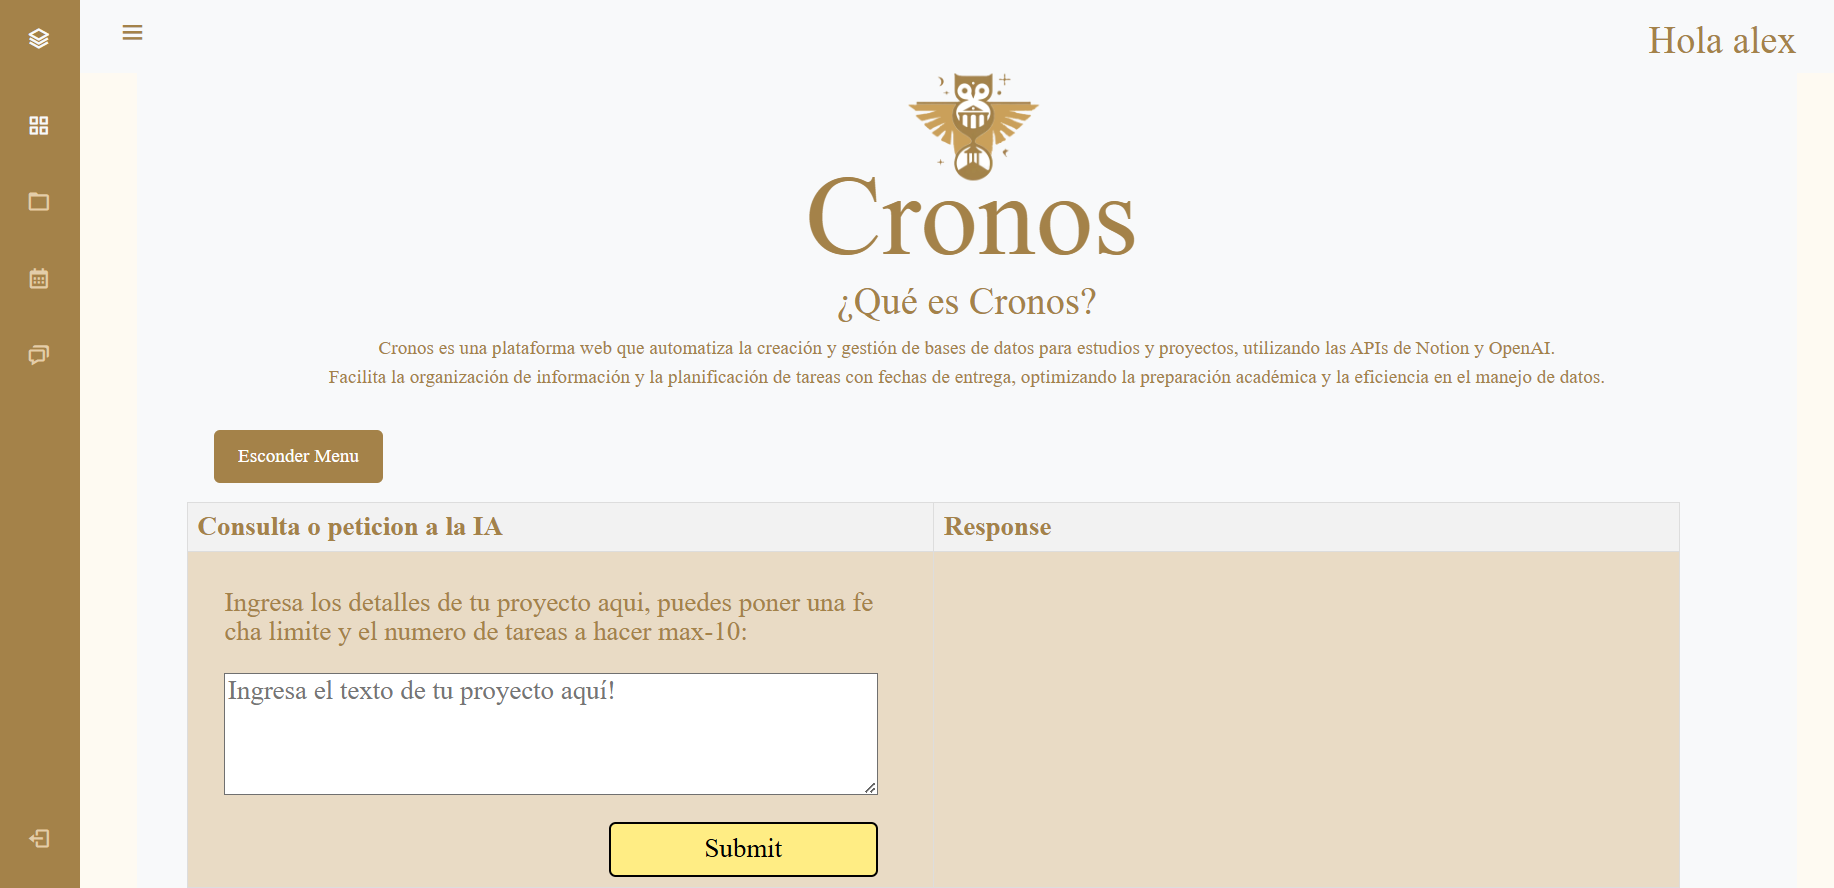 Hola alex
Cronos
¿Qué es Cronos?
Cronos es una plataforma web que automatiza la creación y gestión de bases de datos para estudios y proyectos, utilizando las APIs de Notion y OpenAI.
Facilita la organización de información y la planificación de tareas con fechas de entrega, optimizando la preparación académica y la eficiencia en el manejo de datos.
Esconder Menu
Consulta o peticion a la IA
Response
Ingresa los detalles de tu proyecto aqui, puedes poner una fe
cha limite y el numero de tareas a hacer max-10:
Ingresa el texto de tu proyecto aquí!
Submit